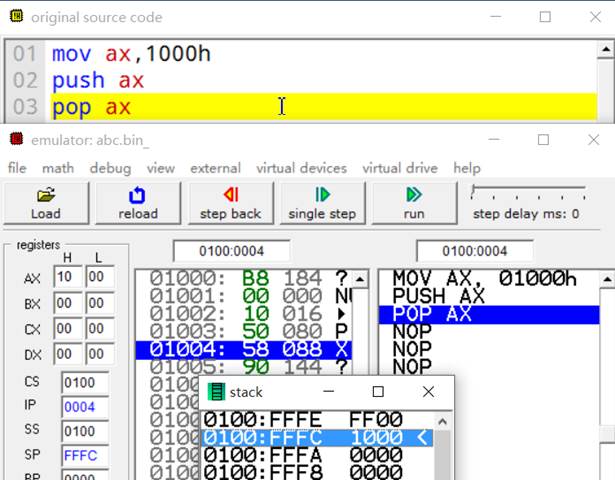 original source code
01 mov ax,1000h
02 push ax
03 pop ax
emulator: abc.bin_
file math debug view external virtual devices virtual drive help
Load reload step back single step run step delay ms: 0
registers 0100:0004 0100:0004
H L
AX 10 00
BX 00 00
CX 00 00
DX 00 00
CS 0100
IP 0004
SS 0100
SP FFFC
BP 0000
01000: B8 184 ?
01001: 00 000 NU
01002: 10 016
01003: 50 080 P
01004: 58 088 X
01005: 90 144 ?
MOV AX, 01000h
PUSH AX
POP AX
NOP
NOP
NOP
stack
0100:FFFE FF00
0100:FFFC 1000 <
0100:FFFA 0000
0100:FFF8 0000